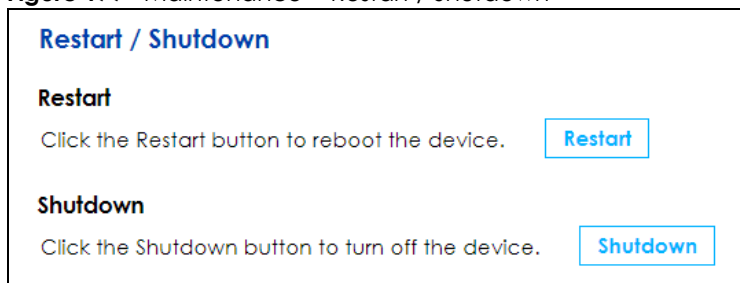 Restart / Shutdown
Restart
Click the Restart button to reboot the device. Restart
Shutdown
Click the Shutdown button to turn off the device. Shutdown